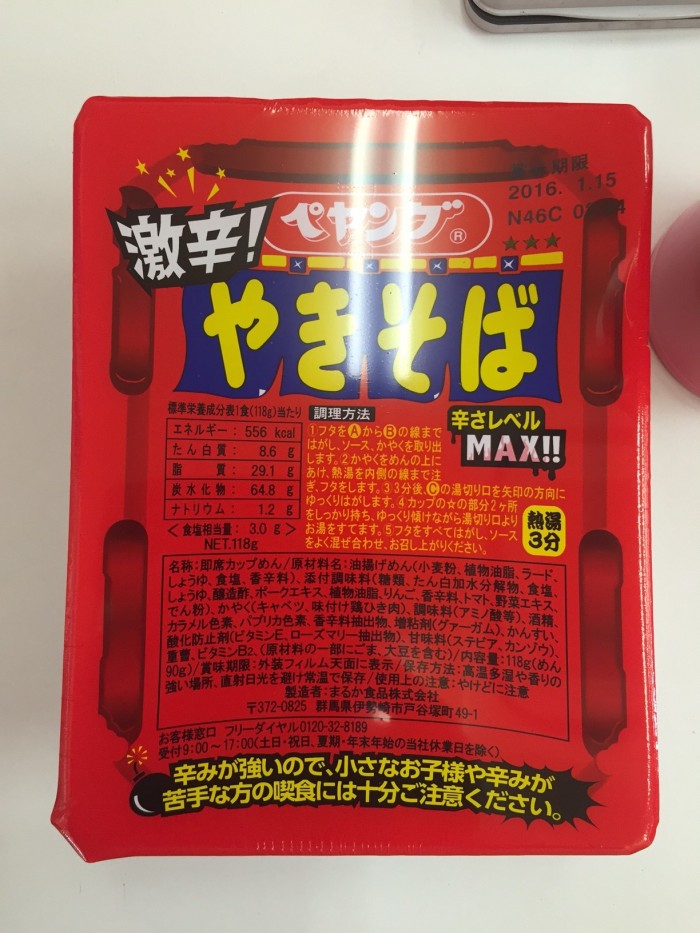 期限
2016. 1.15
N46C
激辛!
ペヤング®
やきそば
標準栄養成分表1食(118g)当たり
エネルギー: 556 kcal
たん白質: 8.6 g
脂質: 29.1 g
炭水化物: 64.8 g
ナトリウム: 1.2 g
<食塩相当量: 3.0 g>
NET.118g
調理方法
1フタをⒶからⒷの線まで
はがし、ソース、かやくを取り出
します。2かやくをめんの上に
あけ、熱湯を内側の線まで注
ぎ、フタをします。3 3分後、Ⓒの湯切り口を矢印の方向に
ゆっくりはがします。4カップの☆の部分2ヶ所
をしっかり持ち、ゆっくり傾けながら湯切り口より
お湯をすてます。5フタをすべてはがし、ソース
をよく混ぜ合わせ、お召し上がりください。
辛さレベル
MAX!!
熱湯
3分
名称:即席カップめん/原材料名:油揚げめん(小麦粉、植物油脂、ラード、
しょうゆ、食塩、香辛料)、添付調味料(糖類、たん白加水分解物、食塩、
しょうゆ、醸造酢、ポークエキス、植物油脂、りんご、香辛料、トマト、野菜エキス、
でん粉)、かやく(キャベツ、味付け鶏ひき肉)、調味料(アミノ酸等)、酒精、
カラメル色素、パプリカ色素、香辛料抽出物、増粘剤(グァーガム)、かんすい、
酸化防止剤(ビタミンE、ローズマリー抽出物)、甘味料(ステビア、カンゾウ)、
重曹、ビタミンB2、(原材料の一部にごま、大豆を含む)/内容量:118g(めん
90g)/賞味期限:外装フィルム天面に表示/保存方法:高温多湿や香りの
強い場所、直射日光を避け常温で保存/使用上の注意:やけどに注意
製造者:まるか食品株式会社
〒372-0825 群馬県伊勢崎市戸谷塚町49-1
お客様窓口 フリーダイヤル0120-32-8189
受付9:00~17:00(土日・祝日、夏期・年末年始の当社休業日を除く)
辛みが強いので、小さなお子様や辛みが
苦手な方の喫食には十分ご注意ください。